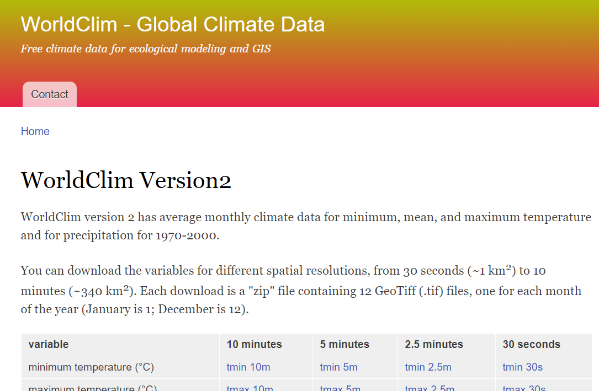 WorldClim - Global Climate Data
Free climate data for ecological modeling and GIS
Contact
Home
WorldClim Version2
WorldClim version 2 has average monthly climate data for minimum, mean, and maximum temperature
and for precipitation for 1970-2000.
You can download the variables for different spatial resolutions, from 30 seconds (~1 km²) to 10
minutes (~340 km²). Each download is a "zip" file containing 12 GeoTiff (.tif) files, one for each month
of the year (January is 1; December is 12).
variable 10 minutes 5 minutes 2.5 minutes 30 seconds
minimum temperature (°C) tmin 10m tmin 5m tmin 2.5m tmin 30s
maximum temperature (°C) tmax 10m tmax 5m tmax 2.5m tmax 30s